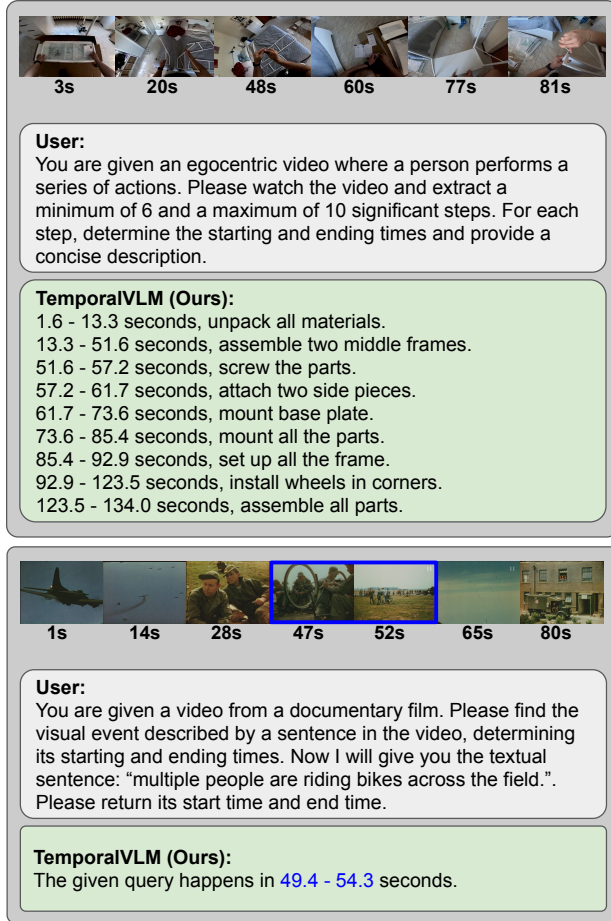 3s 20s 48s 60s 77s 81s
User:
You are given an egocentric video where a person performs a
series of actions. Please watch the video and extract a
minimum of 6 and a maximum of 10 significant steps. For each
step, determine the starting and ending times and provide a
concise description.
TemporalVLM (Ours):
1.6 - 13.3 seconds, unpack all materials.
13.3 - 51.6 seconds, assemble two middle frames.
51.6 - 57.2 seconds, screw the parts.
57.2 - 61.7 seconds, attach two side pieces.
61.7 - 73.6 seconds, mount base plate.
73.6 - 85.4 seconds, mount all the parts.
85.4 - 92.9 seconds, set up all the frame.
92.9 - 123.5 seconds, install wheels in corners.
123.5 - 134.0 seconds, assemble all parts.
1s 14s 28s 47s 52s 65s 80s
User:
You are given a video from a documentary film. Please find the
visual event described by a sentence in the video, determining
its starting and ending times. Now I will give you the textual
sentence: “multiple people are riding bikes across the field.”.
Please return its start time and end time.
TemporalVLM (Ours):
The given query happens in 49.4 - 54.3 seconds.